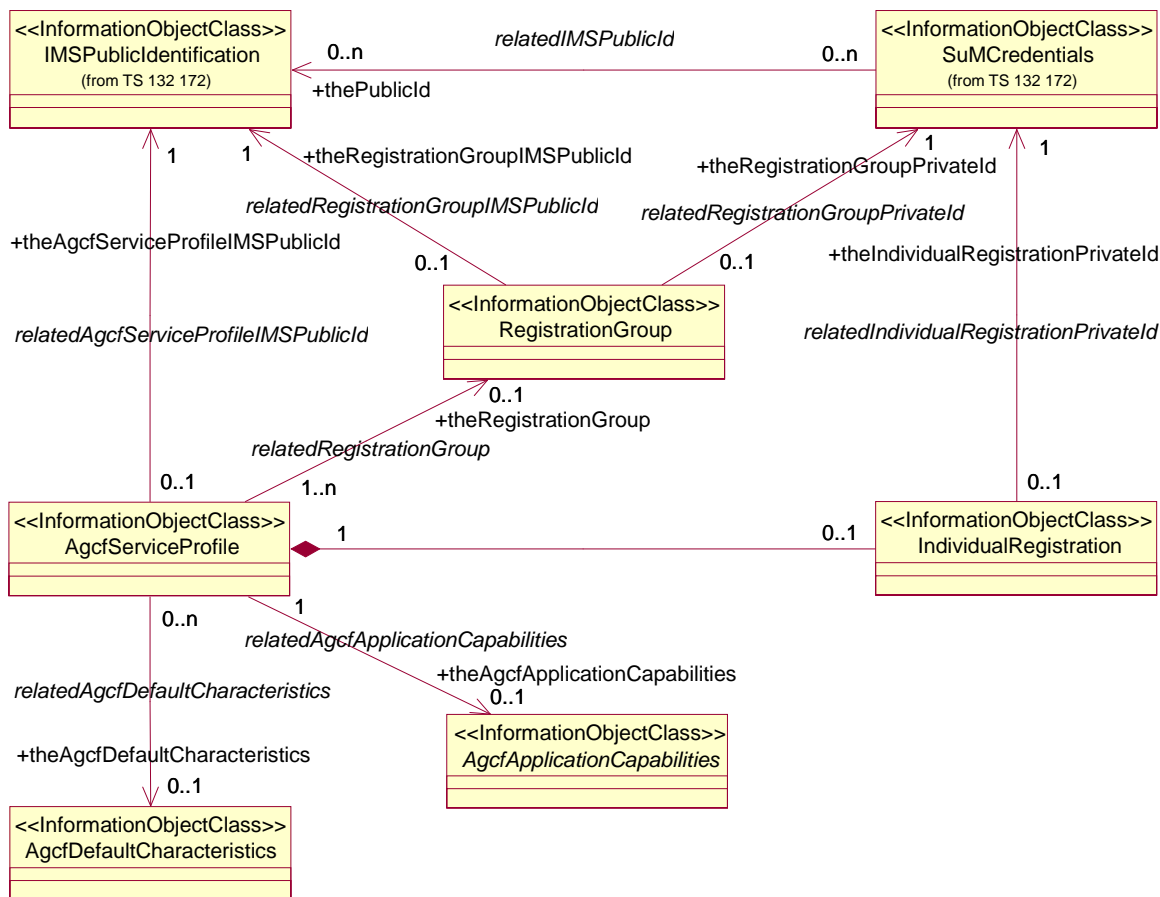 <<InformationObjectClass>>
IMSPublicIdentification
(from TS 132 172)
0..n
relatedIMSPublicId
0..n
+thePublicId
<<InformationObjectClass>>
SuMCredentials
(from TS 132 172)
1
1
+theRegistrationGroupIMSPublicId
relatedRegistrationGroupIMSPublicId
0..1
1
+theRegistrationGroupPrivateId
relatedRegistrationGroupPrivateId
0..1
1
+theAgcfServiceProfileIMSPublicId
relatedAgcfServiceProfileIMSPublicId
0..1
+theIndividualRegistrationPrivateId
relatedIndividualRegistrationPrivateId
0..1
<<InformationObjectClass>>
RegistrationGroup
0..1
+theRegistrationGroup
relatedRegistrationGroup
1..n
<<InformationObjectClass>>
AgcfServiceProfile
1
0..1
<<InformationObjectClass>>
IndividualRegistration
0..n
relatedAgcfDefaultCharacteristics
+theAgcfDefaultCharacteristics
0..1
1
relatedAgcfApplicationCapabilities
+theAgcfApplicationCapabilities
0..1
<<InformationObjectClass>>
AgcfApplicationCapabilities
<<InformationObjectClass>>
AgcfDefaultCharacteristics